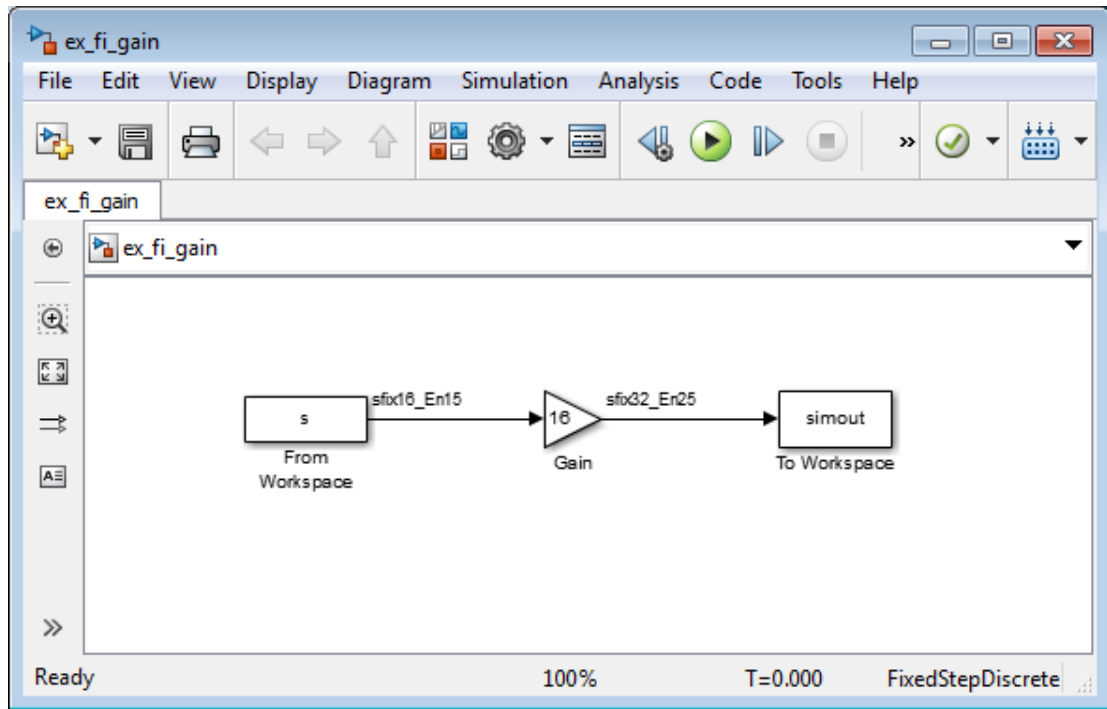 ex_fi_gain
File Edit View Display Diagram Simulation Analysis Code Tools Help
»
ex_fi_gain
ex_fi_gain
sfix16_En15 sfix32_En25
s 16 simout
From Gain To Workspace
Workspace
A
»
Ready 100% T=0.000 FixedStepDiscrete